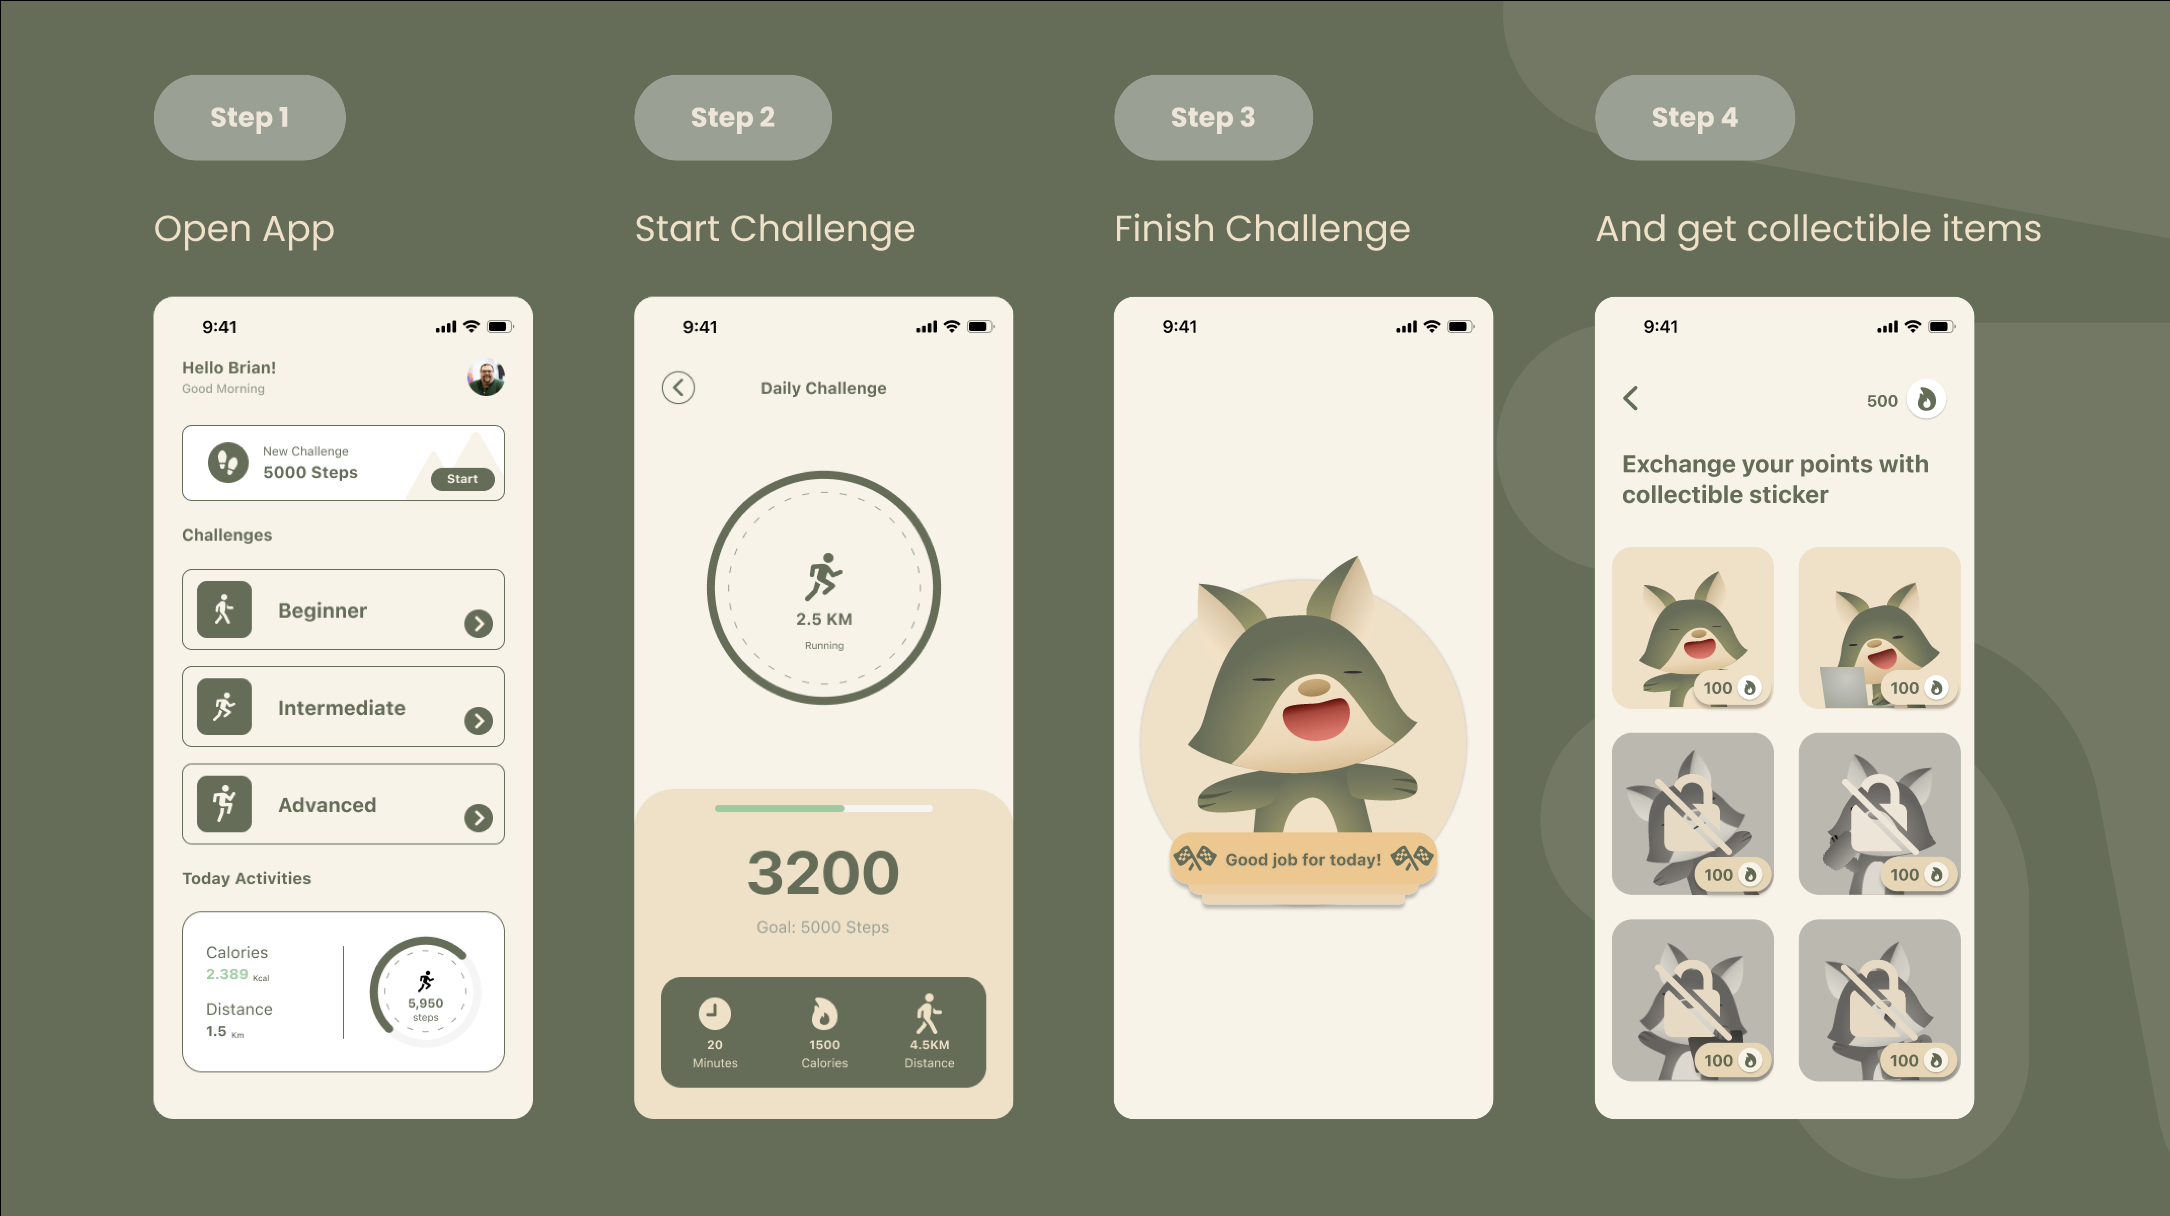 Step 1
Open App
9:41
Hello Brian!
Good Morning
New Challenge
5000 Steps
Start
Challenges
Beginner
Intermediate
Advanced
Today Activities
Calories
2.389 Kcal
Distance
1.5 Km
5,950
steps
Step 2
Start Challenge
9:41
Daily Challenge
2.5 KM
Running
3200
Goal: 5000 Steps
20
Minutes
1500
Calories
4.5KM
Distance
Step 3
Finish Challenge
9:41
Good job for today!
Step 4
And get collectible items
9:41
500
Exchange your points with
collectible sticker
100
100
100
100
100
100